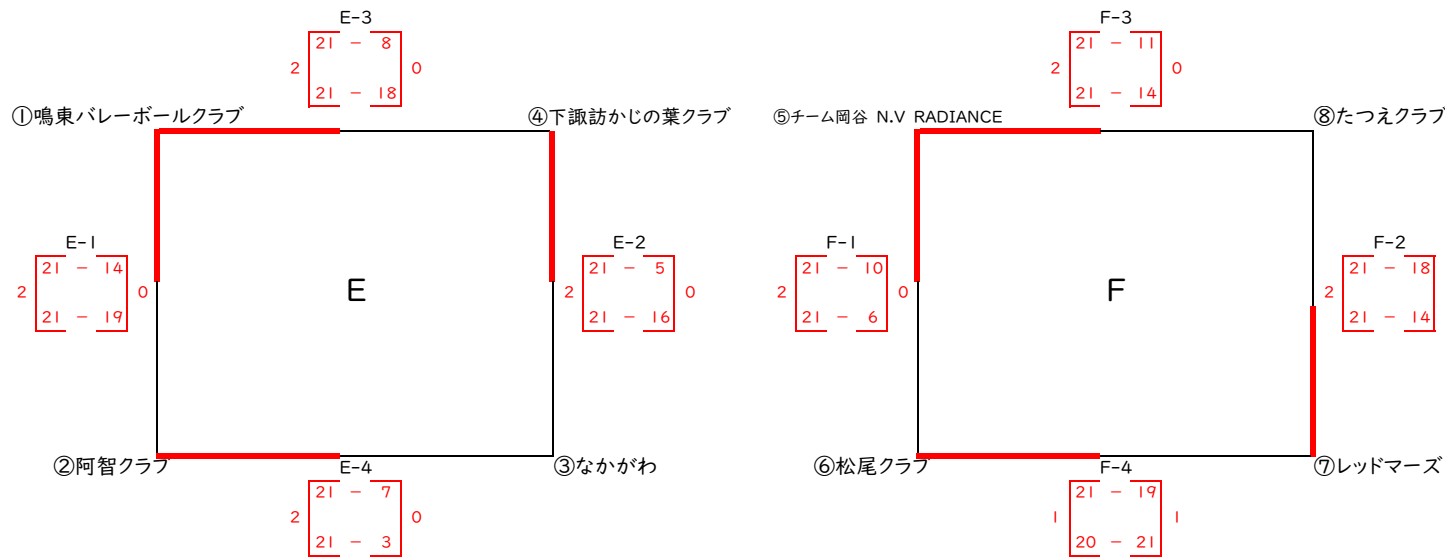 E-3
21 - 8
2 0
21 - 18
①鳴東バレーボールクラブ
④下諏訪かじの葉クラブ
E-1
21 - 14
2 0
21 - 19
E
E-2
21 - 5
2 0
21 - 16
②阿智クラブ
③なかがわ
E-4
21 - 7
2 0
21 - 3
F-3
21 - 11
2 0
21 - 14
⑤チーム岡谷 N.V RADIANCE
⑧たつえクラブ
F-1
21 - 10
2 0
21 - 6
F
F-2
21 - 18
2
21 - 14
⑥松尾クラブ
⑦レッドマーズ
F-4
21 - 19
1 1
20 - 21